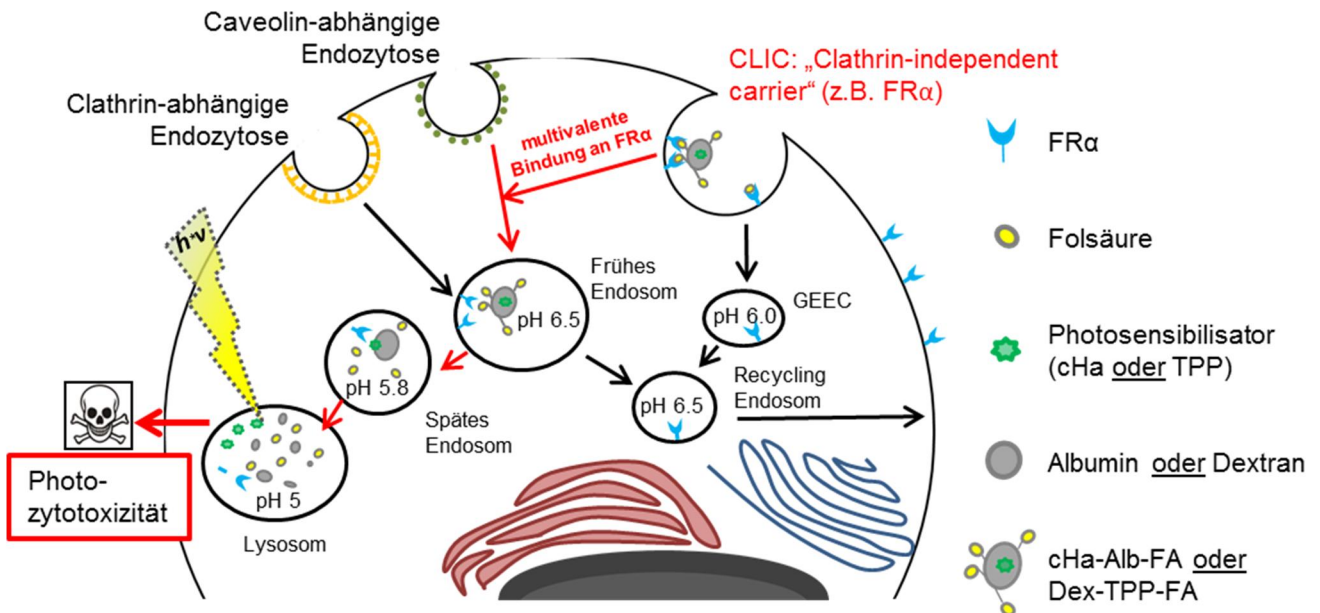 Caveolin-abhängige
Endozytose
Clathrin-abhängige
Endozytose
CLIC: „Clathrin-independent
carrier“ (z.B. FRα)
multivalente
Bindung an FRα
h*ν
Frühes
Endosom
pH 6.5
GEEC
pH 6.0
pH 5.8
Spätes
Endosom
pH 6.5
Recycling
Endosom
pH 5
Lysosom
Photo-
zytotoxizität
FRα
Folsäure
Photosensibilisator
(cHa oder TPP)
Albumin oder Dextran
cHa-Alb-FA oder
Dex-TPP-FA